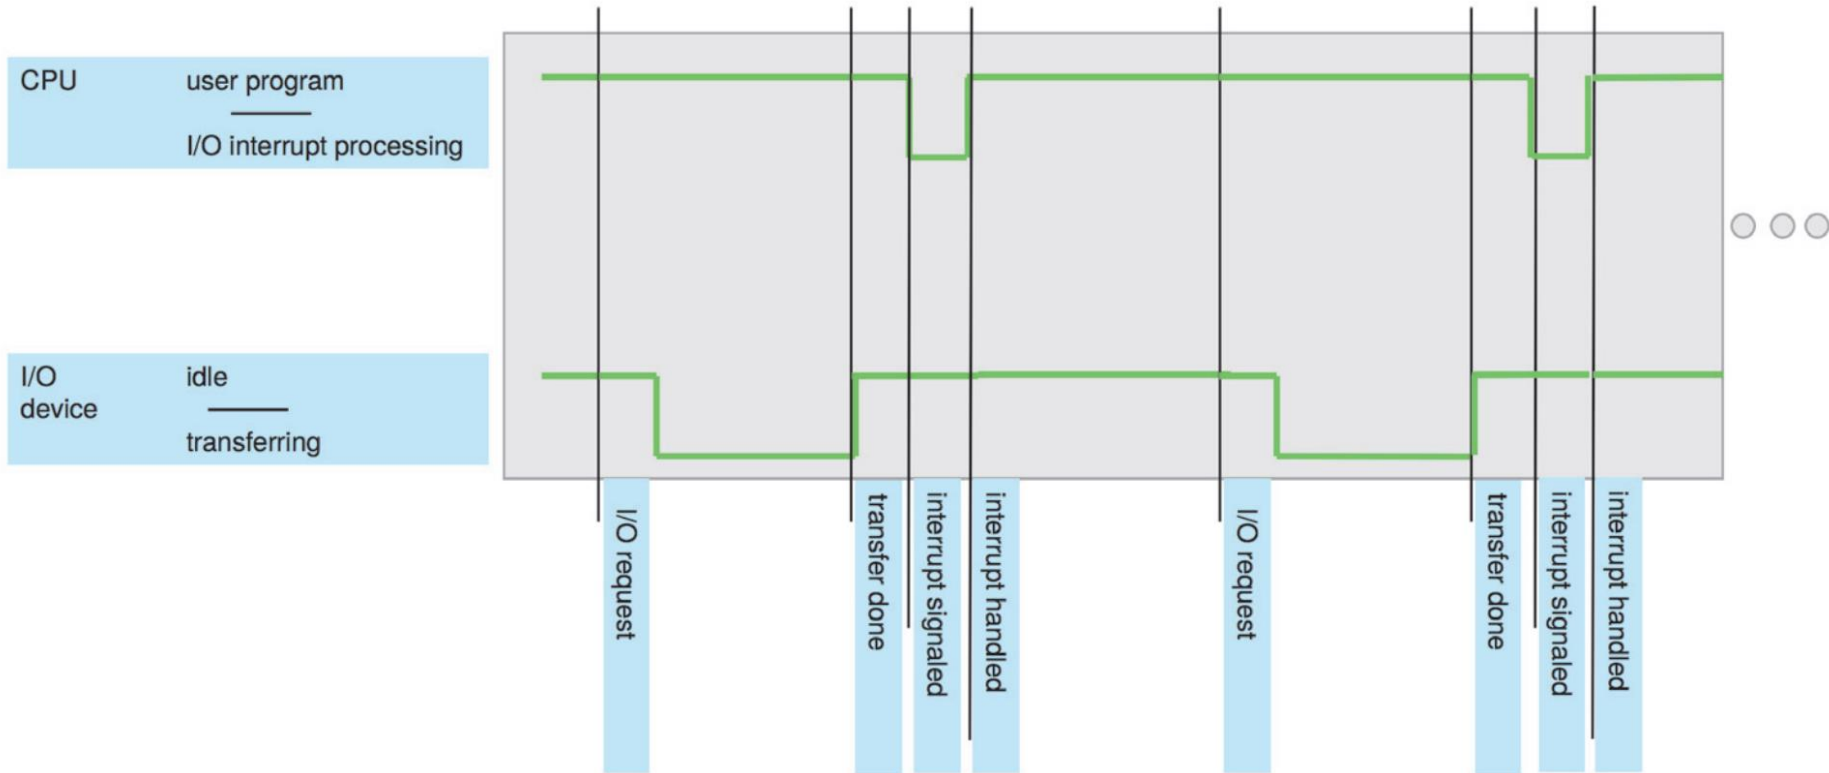 CPU
user program
I/O interrupt processing
I/O
device
idle
transferring
I/O request
transfer done
interrupt signaled
interrupt handled
I/O request
transfer done
interrupt signaled
interrupt handled